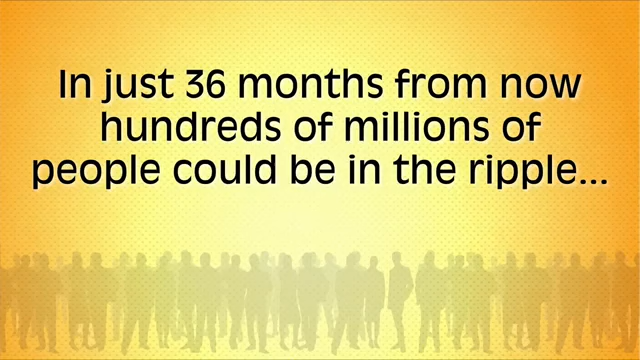 In just 36 months from now
hundreds of millions of
people could be in the ripple...